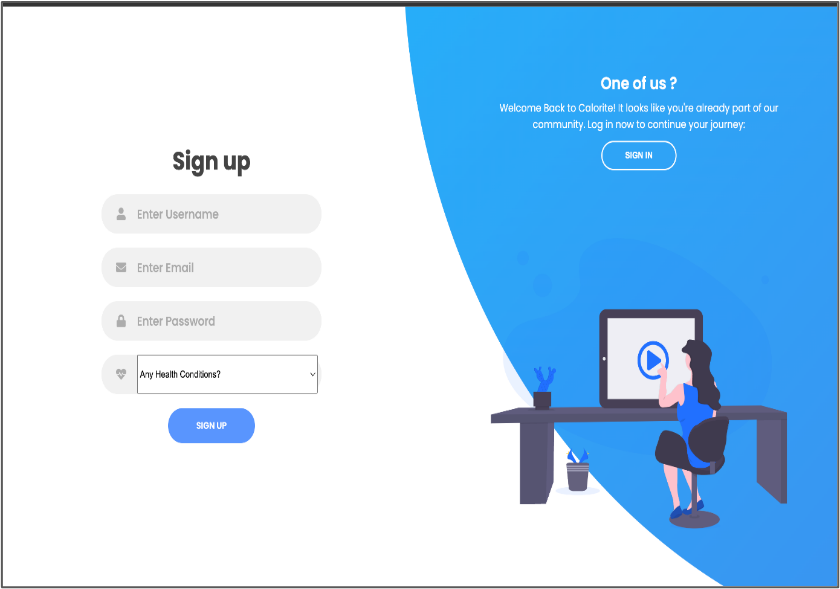 Sign up
Enter Username
Enter Email
Enter Password
Any Health Conditions?
SIGN UP
One of us ?
Welcome Back to Calorite! It looks like you're already part of our
community. Log in now to continue your journey:
SIGN IN